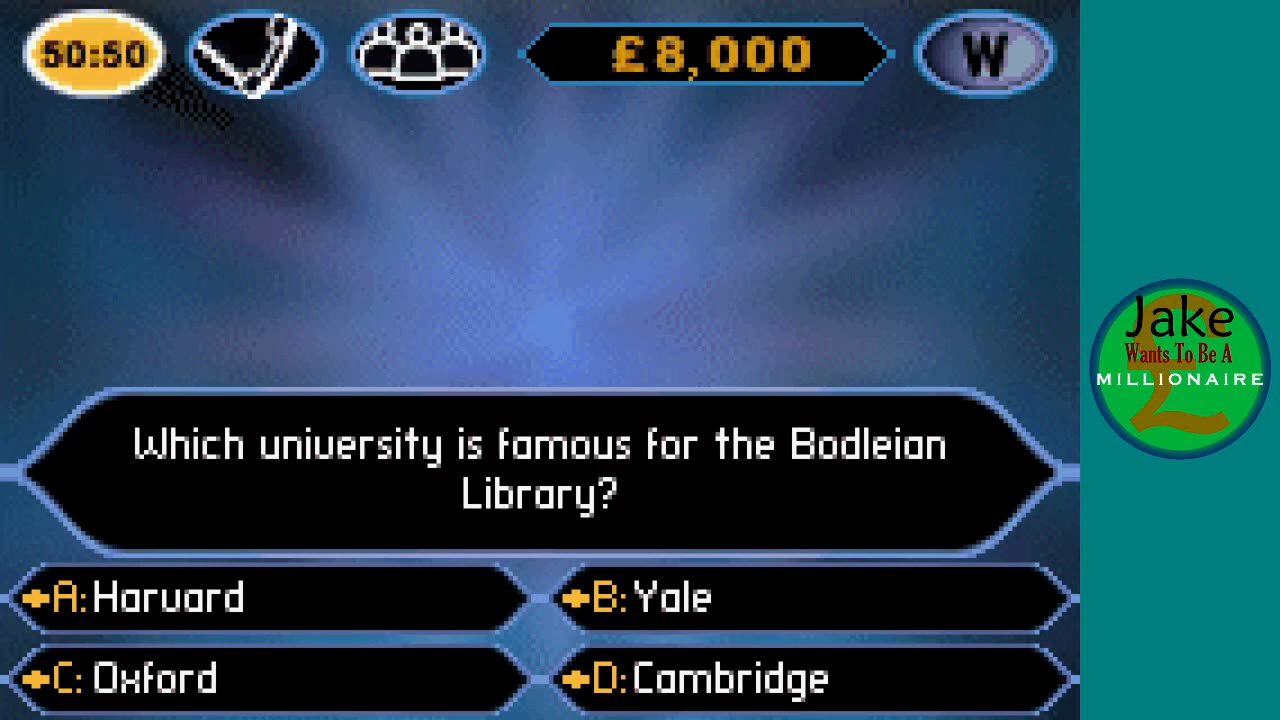 50:50
£8,000
W
Which university is famous for the Bodleian
Library?
A: Harvard
B: Yale
C: Oxford
D: Cambridge
Jake
Wants To Be A
MILLIONAIRE
£